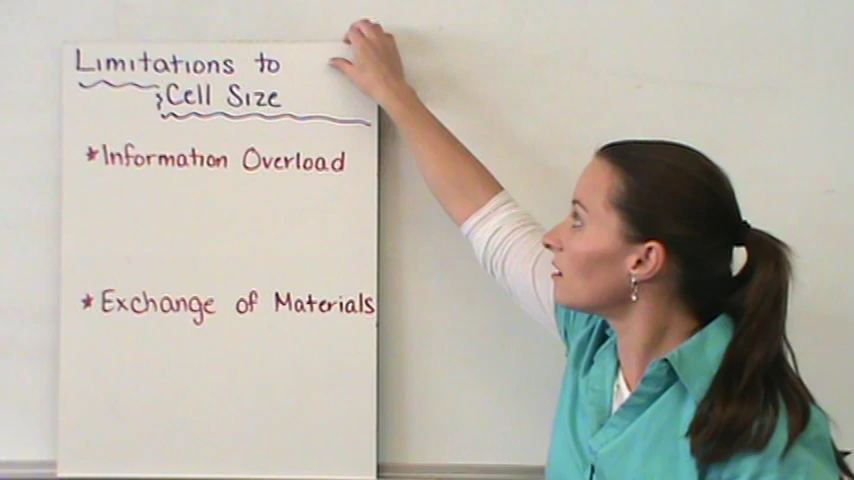 Limitations to
Cell Size
*Information Overload
*Exchange of Materials